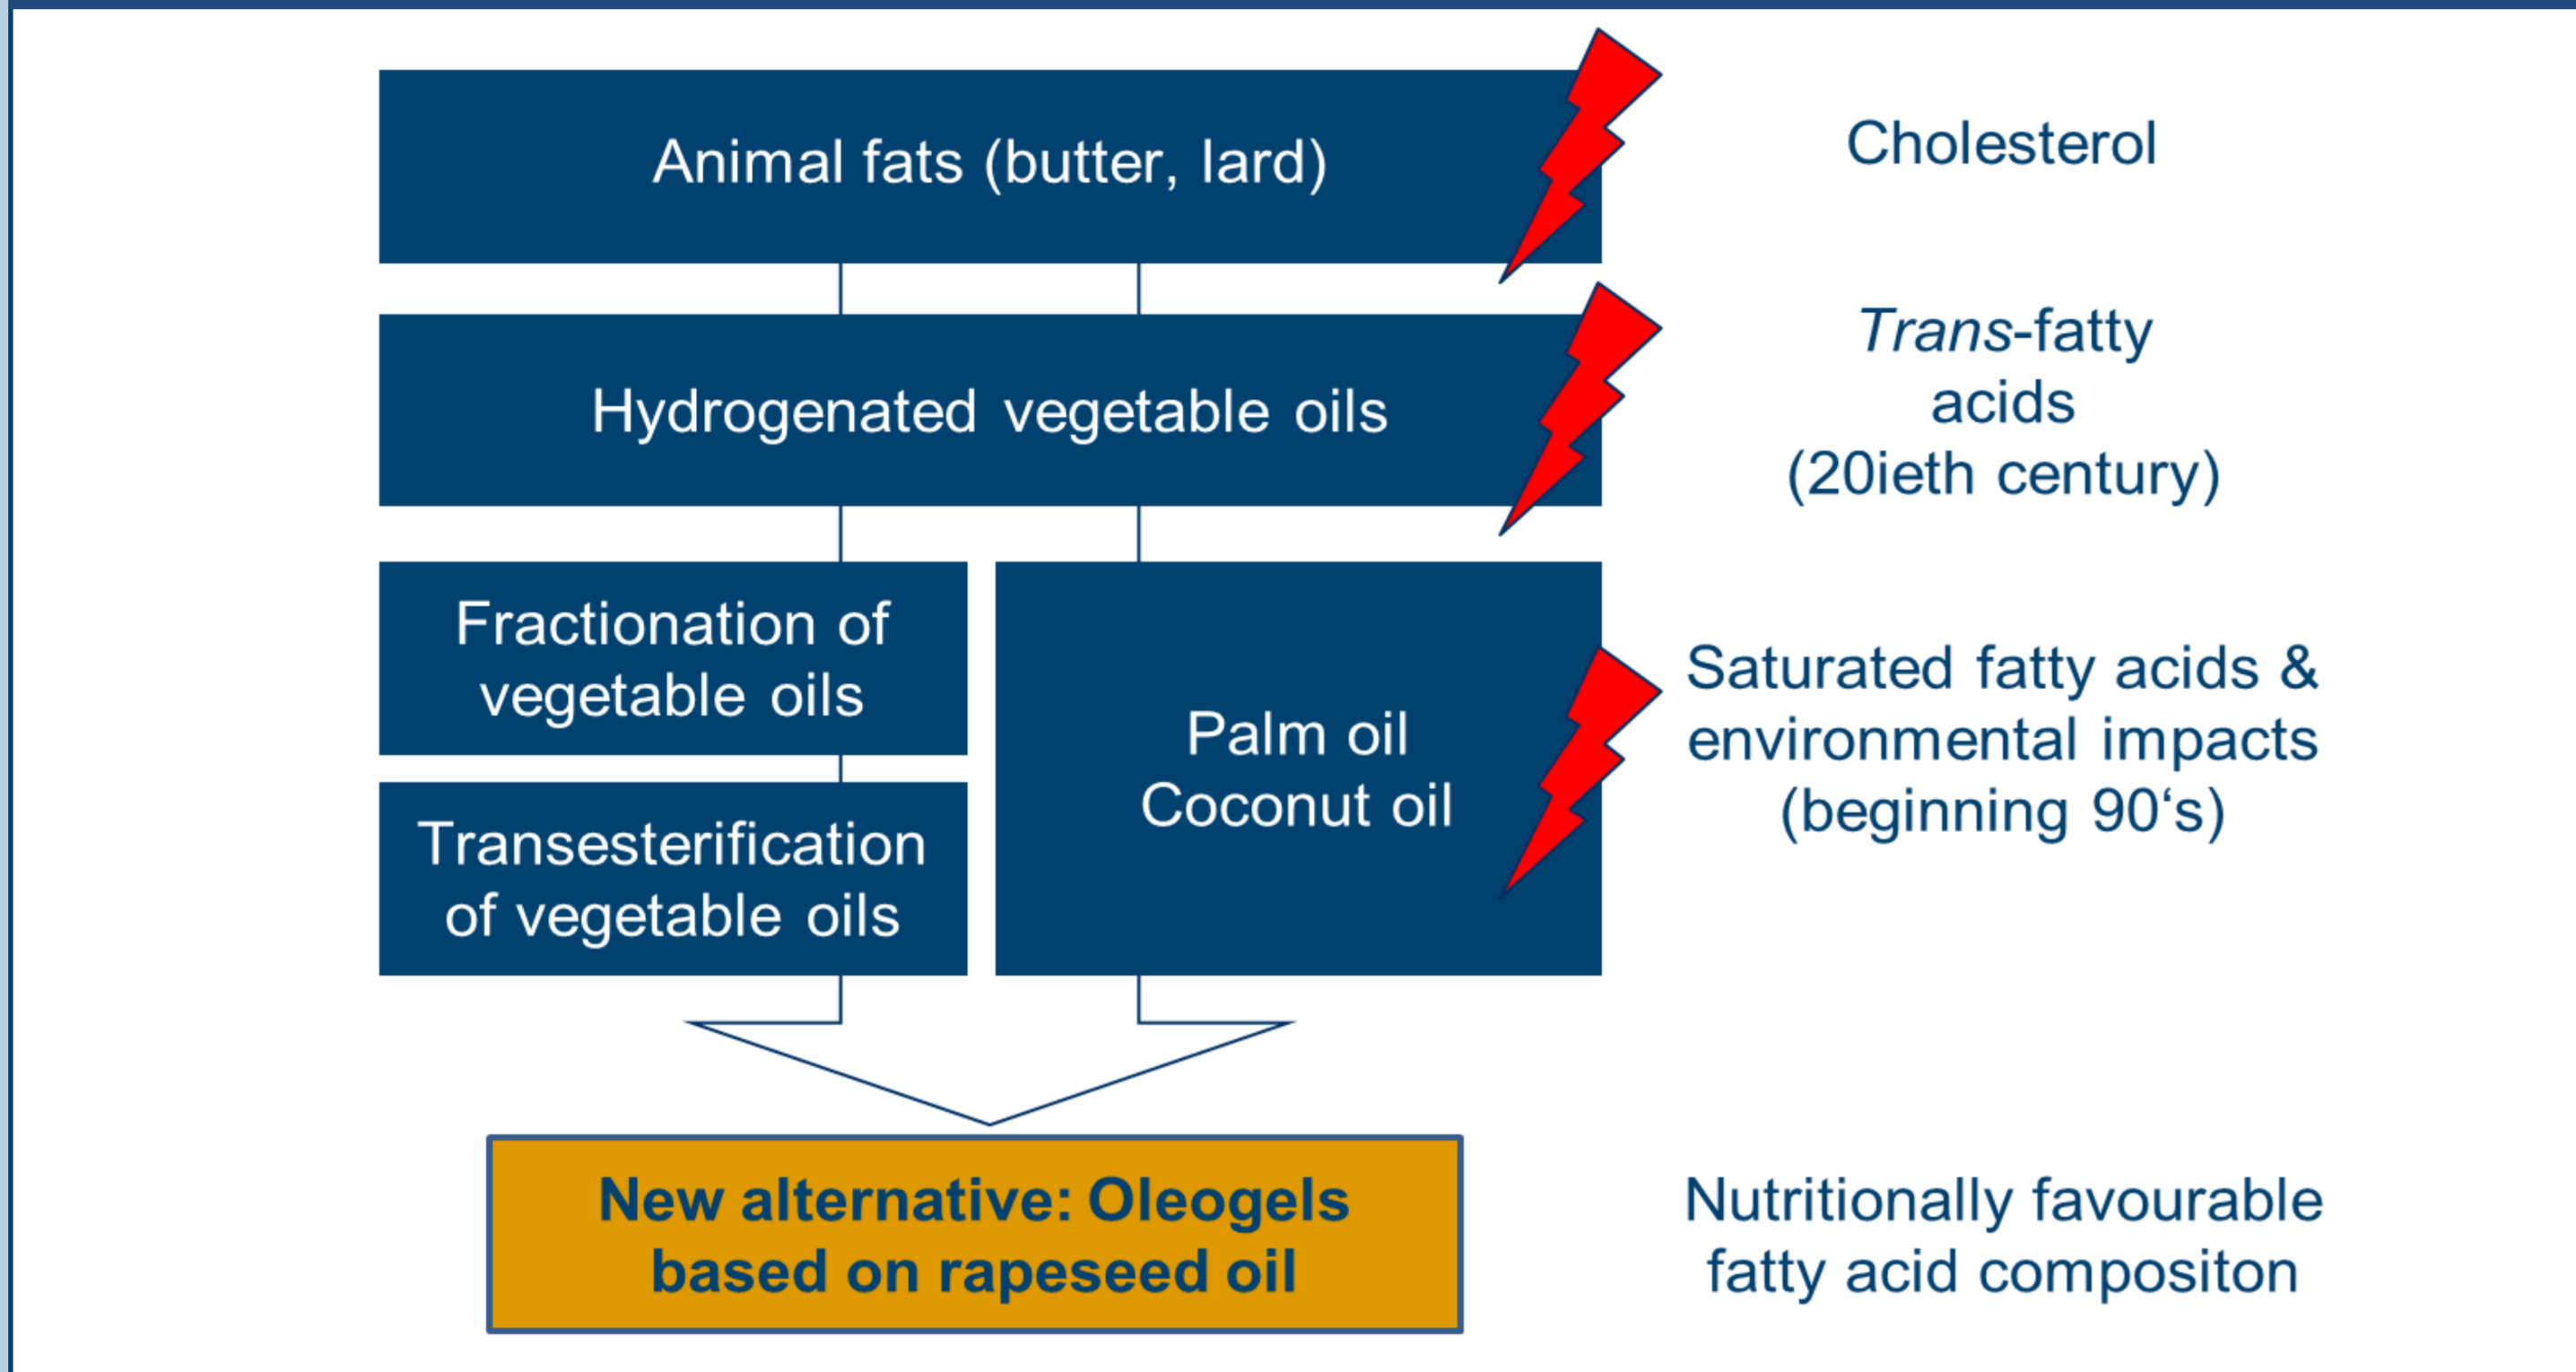 Animal fats (butter, lard)
Cholesterol
Hydrogenated vegetable oils
Trans-fatty
acids
(20ieth century)
Fractionation of
vegetable oils
Transesterification
of vegetable oils
Palm oil
Coconut oil
Saturated fatty acids &
environmental impacts
(beginning 90‘s)
New alternative: Oleogels
based on rapeseed oil
Nutritionally favourable
fatty acid compositon